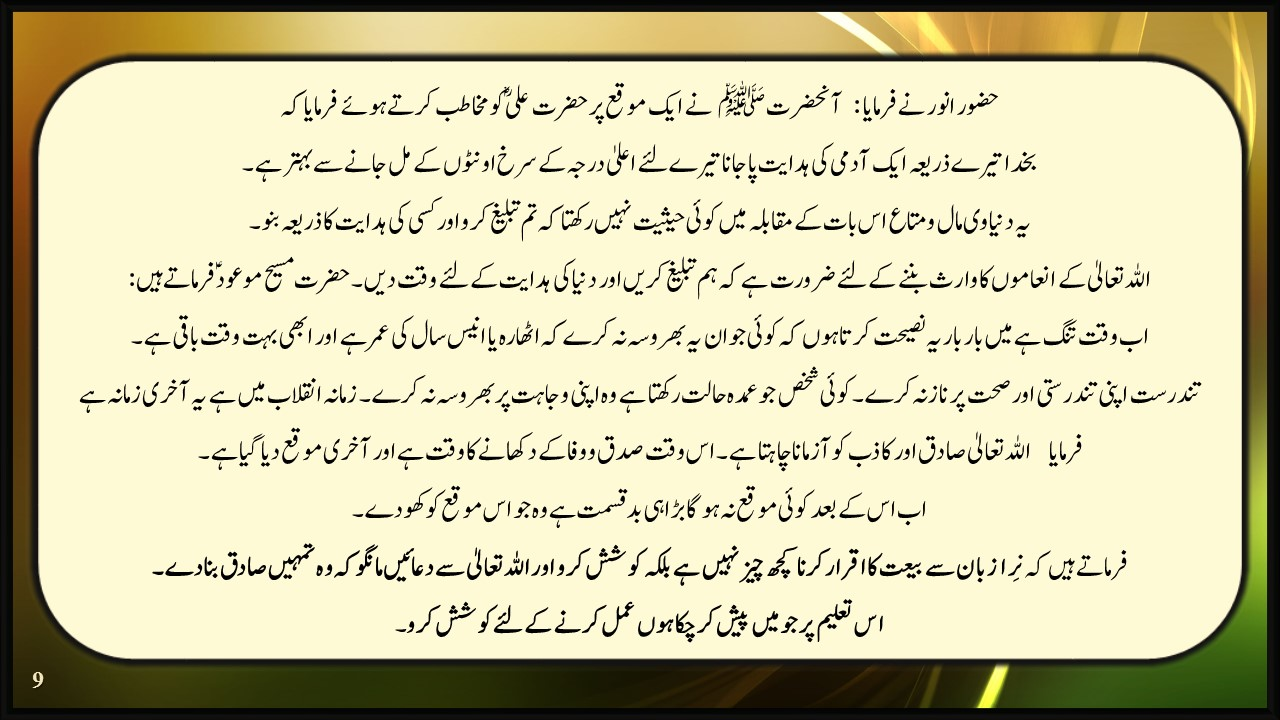 حضور انور نے فرمایا: آنحضرت ﷺ نے ایک موقع پر حضرت علیؓ کو مخاطب کرتے ہوئے فرمایا کہ
بخدا تیرے ذریعہ ایک آدمی کی ہدایت پا جانا تیرے لئے اعلیٰ درجہ کے سرخ اونٹوں کے مل جانے سے بہتر ہے۔
یہ دنیاوی مال و متاع اس بات کے مقابلہ میں کوئی حیثیت نہیں رکھتا کہ تم تبلیغ کرو اور کسی کی ہدایت کا ذریعہ بنو۔
اللہ تعالیٰ کے انعاموں کا وارث بننے کے لئے ضرورت ہے کہ ہم تبلیغ کریں اور دنیا کی ہدایت کے لئے وقت دیں۔ حضرت مسیح موعودؑ فرماتے ہیں:
اب وقت تنگ ہے میں بار بار یہ نصیحت کرتا ہوں کہ کوئی جوان یہ بھروسہ نہ کرے کہ اٹھارہ یا انیس سال کی عمر ہے اور ابھی بہت وقت باقی ہے۔
تندرست اپنی تندرستی اور صحت پر ناز نہ کرے۔ کوئی شخص جو عمدہ حالت رکھتا ہے وہ اپنی وجاہت پر بھروسہ نہ کرے۔ زمانہ انقلاب میں ہے یہ آخری زمانہ ہے
فرمایا اللہ تعالیٰ صادق اور کاذب کو آزمانا چاہتا ہے۔ اس وقت صدق و وفا کے دکھانے کا وقت ہے اور آخری موقع دیا گیا ہے۔
اب اس کے بعد کوئی موقع نہ ہو گا بڑا ہی بدقسمت ہے وہ جو اس موقع کو کھو دے۔
فرماتے ہیں کہ نِرا زبان سے بیعت کا اقرار کرنا کچھ چیز نہیں ہے بلکہ کوشش کرو اور اللہ تعالیٰ سے دعائیں مانگو کہ وہ تمہیں صادق بنا دے۔
اس تعلیم پر جو میں پیش کر چکا ہوں عمل کرنے کے لئے کوشش کرو۔
9